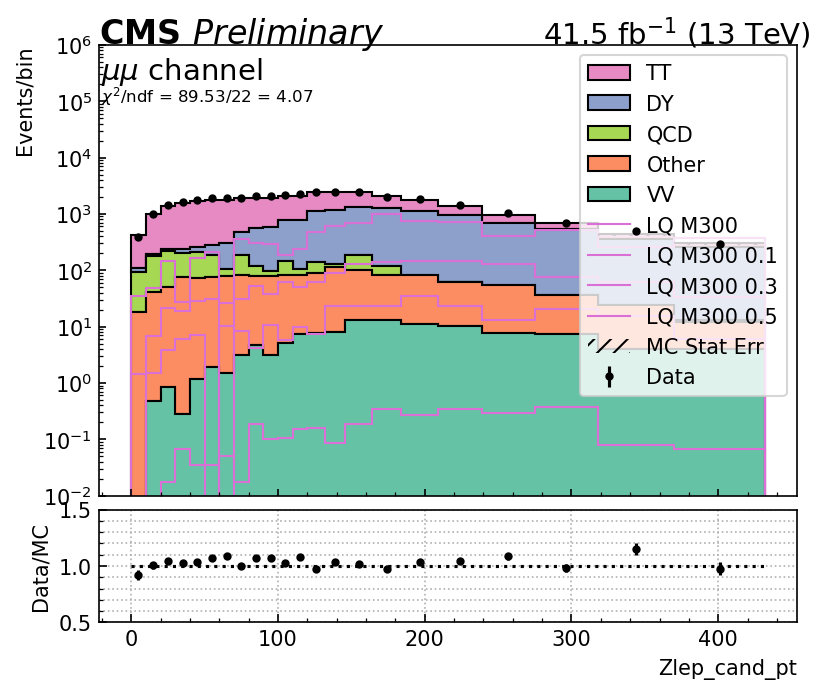 CMS Preliminary 41.5 fb⁻¹ (13 TeV)
μμ channel
χ²/ndf = 89.53/22 = 4.07
Events/bin
10⁶
10⁵
10⁴
10³
10²
10¹
10⁰
10⁻¹
10⁻²
TT
DY
QCD
Other
VV
LQ M300
LQ M300 0.1
LQ M300 0.3
LQ M300 0.5
MC Stat Err
Data
Data/MC
1.5
1.0
0.5
0 100 200 300 400
Zlep_cand_pt